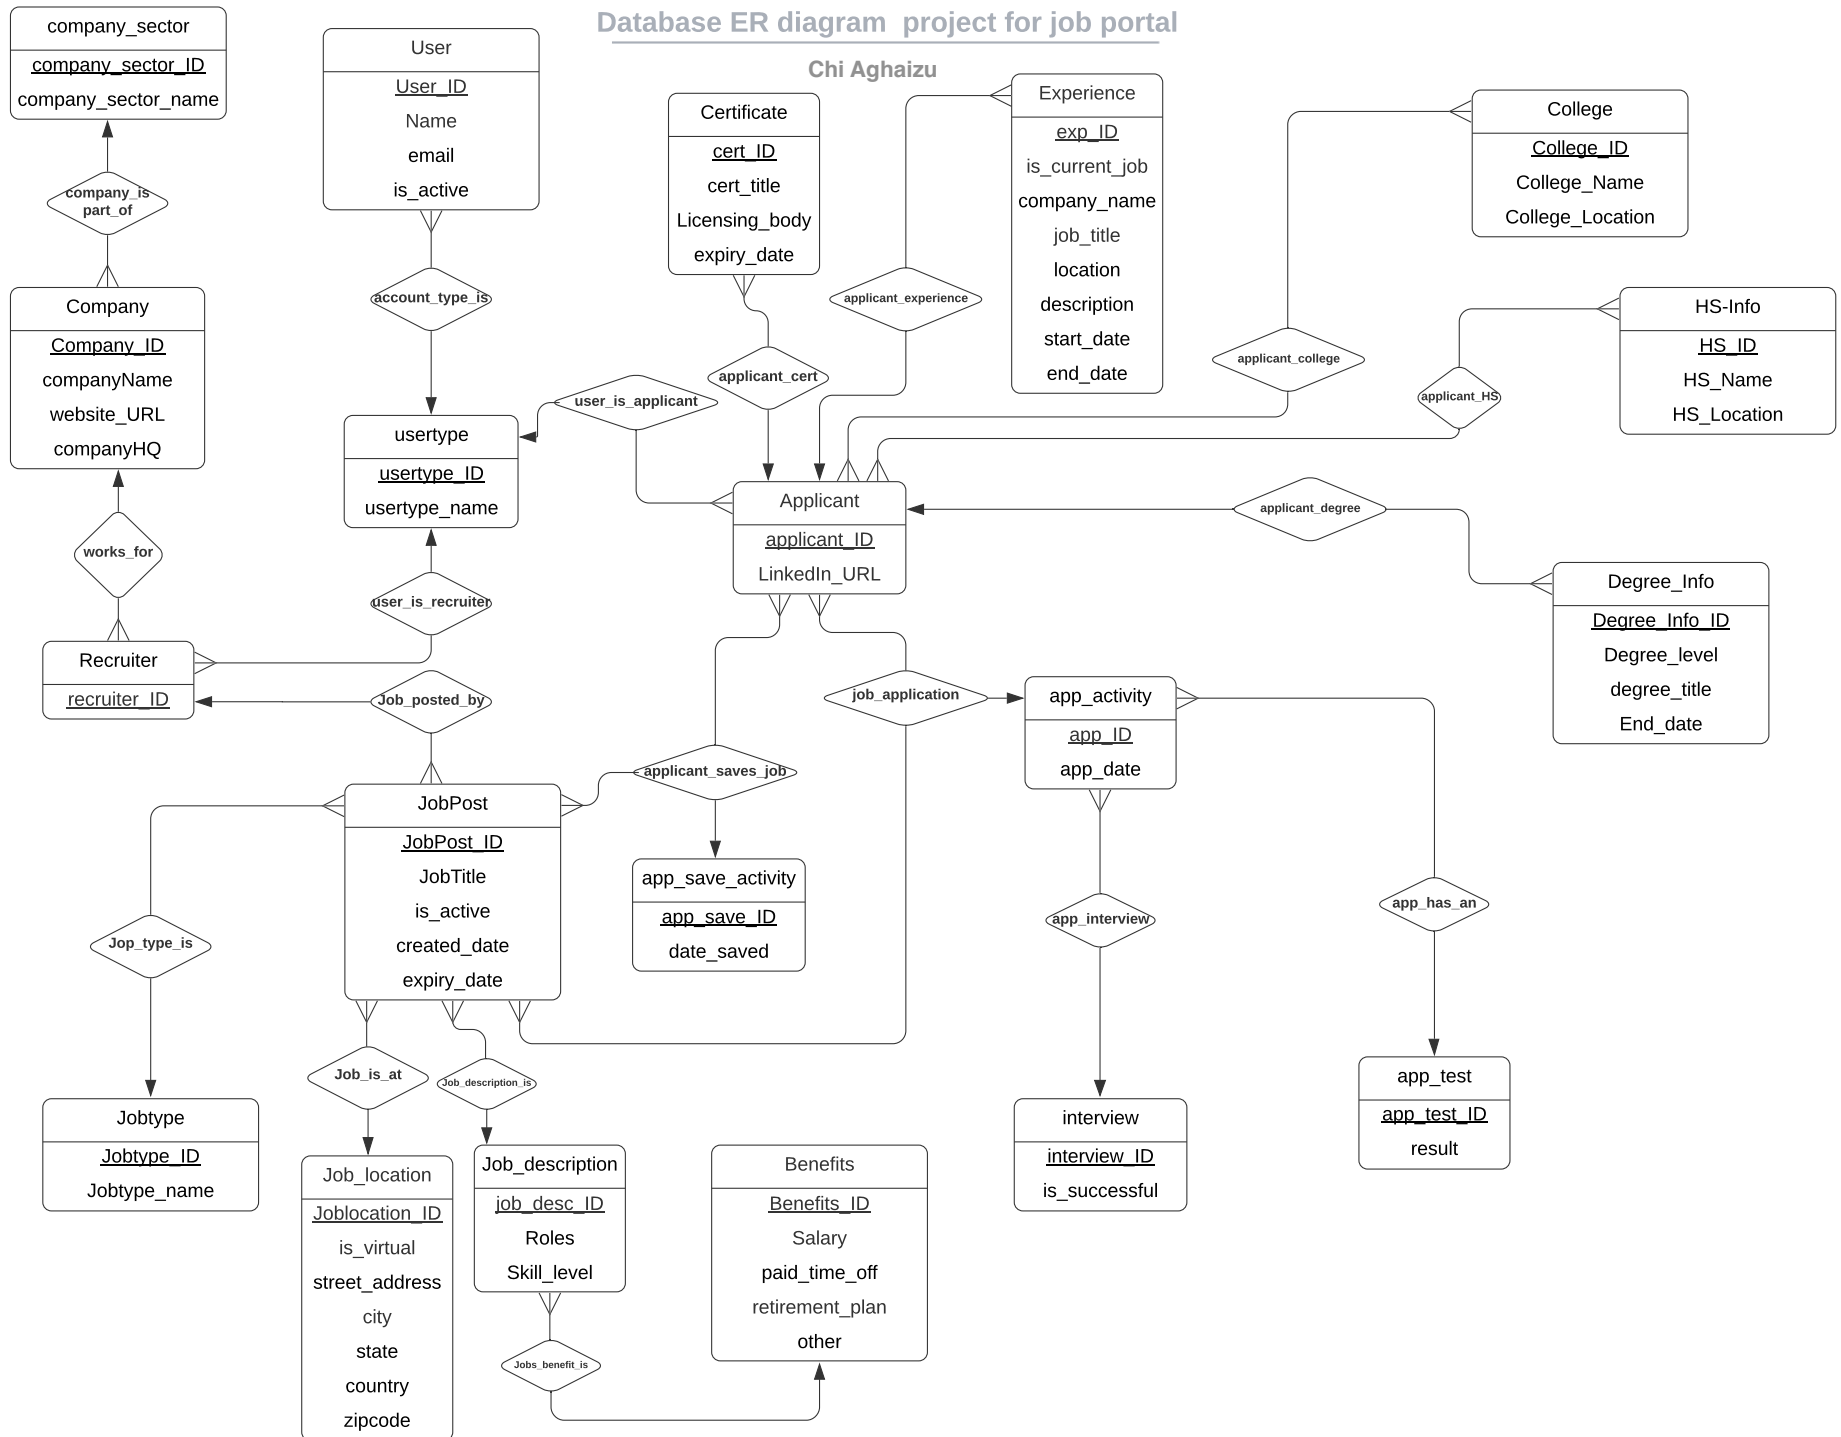 Database ER diagram  project for job portal
Chi Aghaizu
company_sector
company_sector_ID
company_sector_name
company_is
part_of
Company
Company_ID
companyName
website_URL
companyHQ
works_for
Recruiter
recruiter_ID
User
User_ID
Name
email
is_active
account_type_is
usertype
usertype_ID
usertype_name
user_is_recruiter
user_is_applicant
Certificate
cert_ID
cert_title
Licensing_body
expiry_date
applicant_cert
applicant_experience
Experience
exp_ID
is_current_job
company_name
job_title
location
description
start_date
end_date
College
College_ID
College_Name
College_Location
applicant_college
HS-Info
HS_ID
HS_Name
HS_Location
applicant_HS
Applicant
applicant_ID
LinkedIn_URL
applicant_degree
Degree_Info
Degree_Info_ID
Degree_level
degree_title
End_date
Job_posted_by
job_application
app_activity
app_ID
app_date
applicant_saves_job
JobPost
JobPost_ID
JobTitle
is_active
created_date
expiry_date
app_save_activity
app_save_ID
date_saved
app_interview
app_has_an
Jop_type_is
Jobtype
Jobtype_ID
Jobtype_name
Job_is_at
Job_description_is
Job_location
Joblocation_ID
is_virtual
street_address
city
state
country
zipcode
Job_description
job_desc_ID
Roles
Skill_level
Jobs_benefit_is
Benefits
Benefits_ID
Salary
paid_time_off
retirement_plan
other
interview
interview_ID
is_successful
app_test
app_test_ID
result